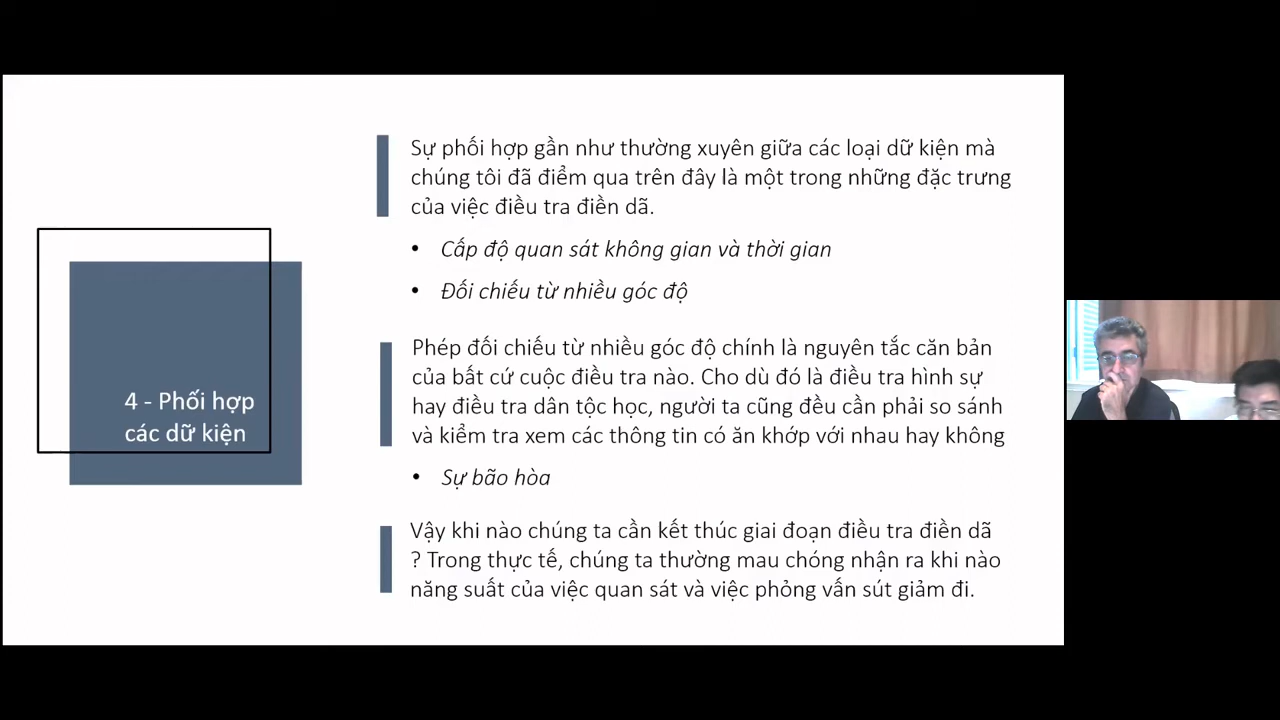 4 - Phối hợp
các dữ kiện
Sự phối hợp gần như thường xuyên giữa các loại dữ kiện mà
chúng tôi đã điểm qua trên đây là một trong những đặc trưng
của việc điều tra điền dã.
• Cấp độ quan sát không gian và thời gian
• Đối chiếu từ nhiều góc độ
Phép đối chiếu từ nhiều góc độ chính là nguyên tắc căn bản
của bất cứ cuộc điều tra nào. Cho dù đó là điều tra hình sự
hay điều tra dân tộc học, người ta cũng đều cần phải so sánh
và kiểm tra xem các thông tin có ăn khớp với nhau hay không
• Sự bão hòa
Vậy khi nào chúng ta cần kết thúc giai đoạn điều tra điền dã
? Trong thực tế, chúng ta thường mau chóng nhận ra khi nào
năng suất của việc quan sát và việc phỏng vấn sút giảm đi.